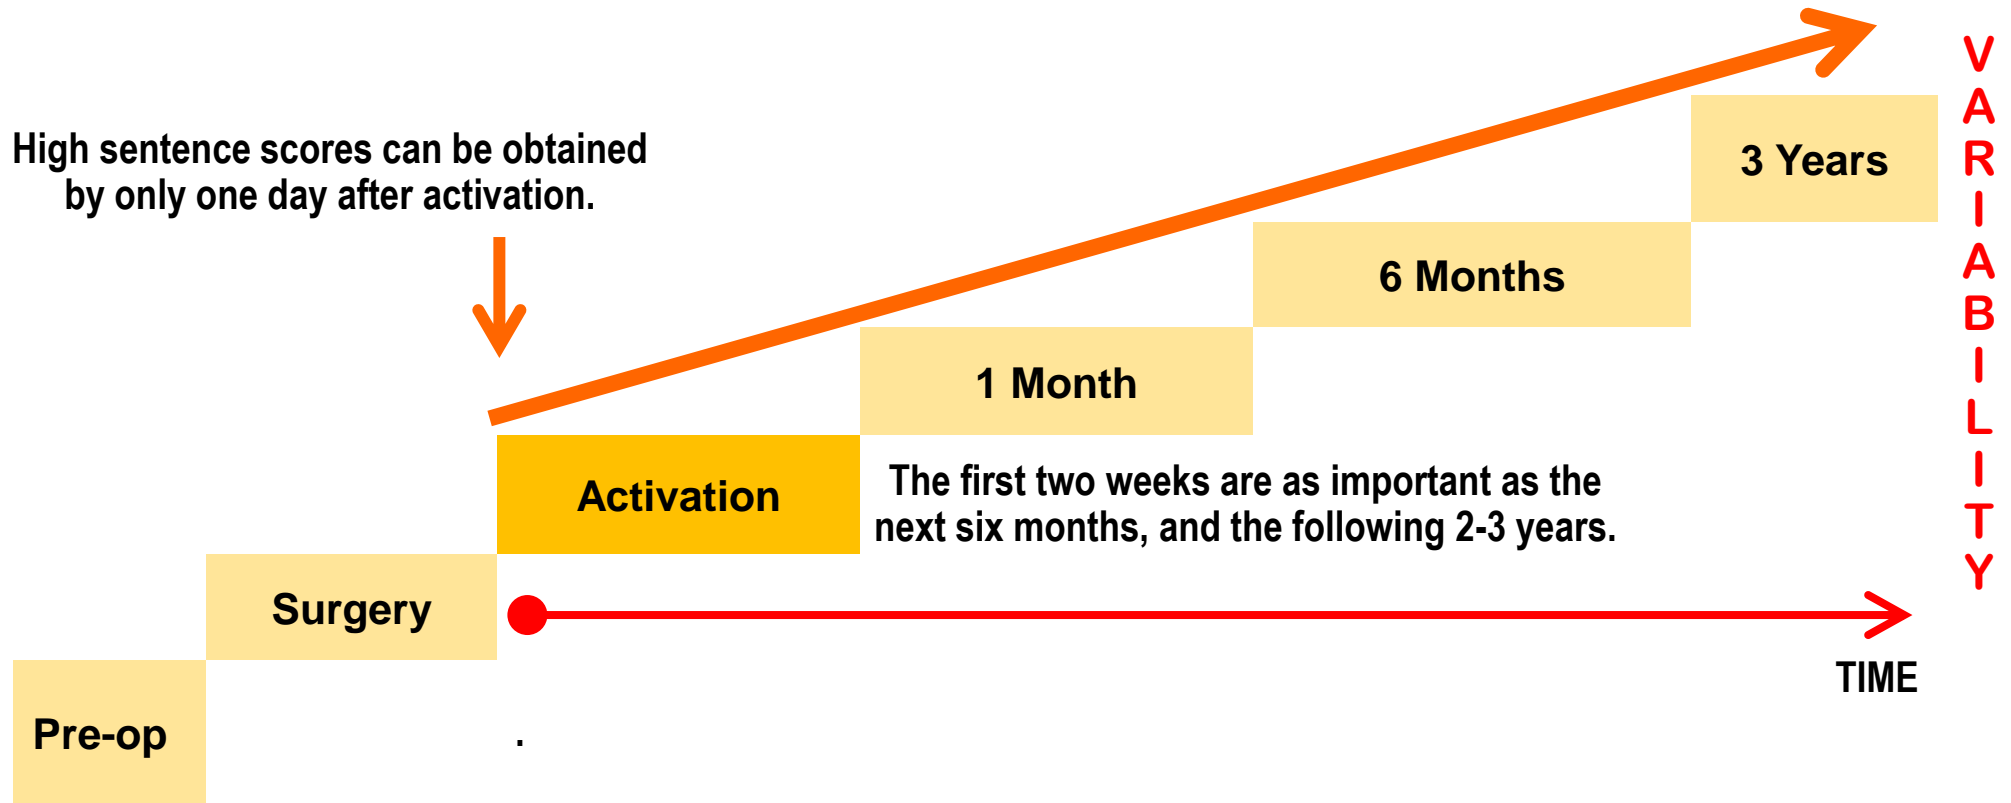 High sentence scores can be obtained
by only one day after activation.
3 Years
6 Months
1 Month
Activation
The first two weeks are as important as the
next six months, and the following 2-3 years.
Surgery
TIME
Pre-op
.
VARIABILITY